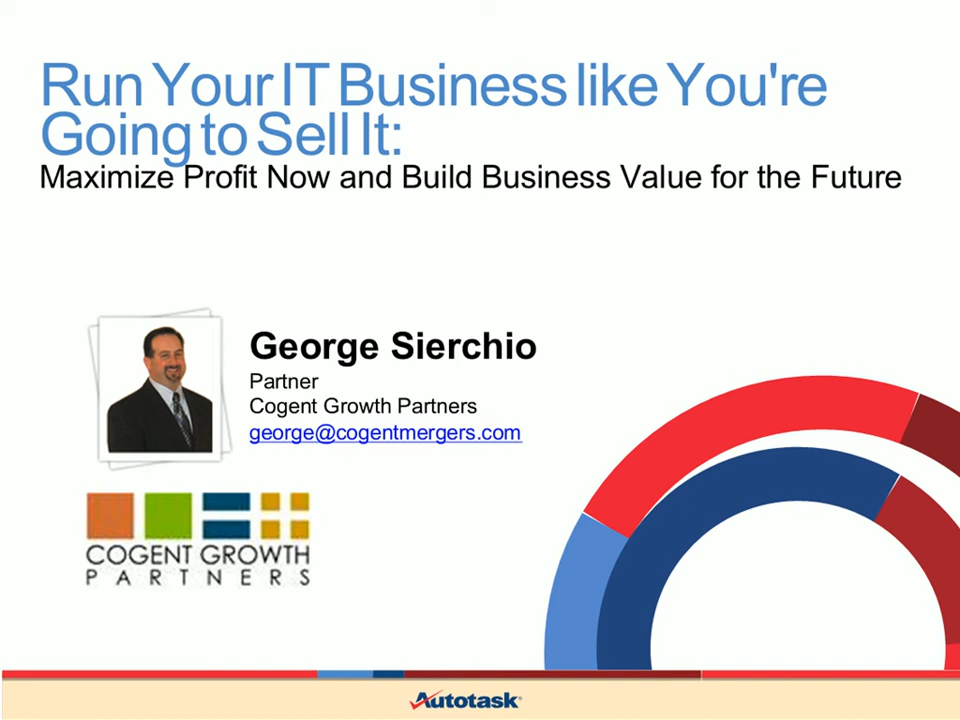 Run Your IT Business like You're
Going to Sell It:
Maximize Profit Now and Build Business Value for the Future
George Sierchio
Partner
Cogent Growth Partners
george@cogentmergers.com
COGENT GROWTH
PARTNERS
Autotask®